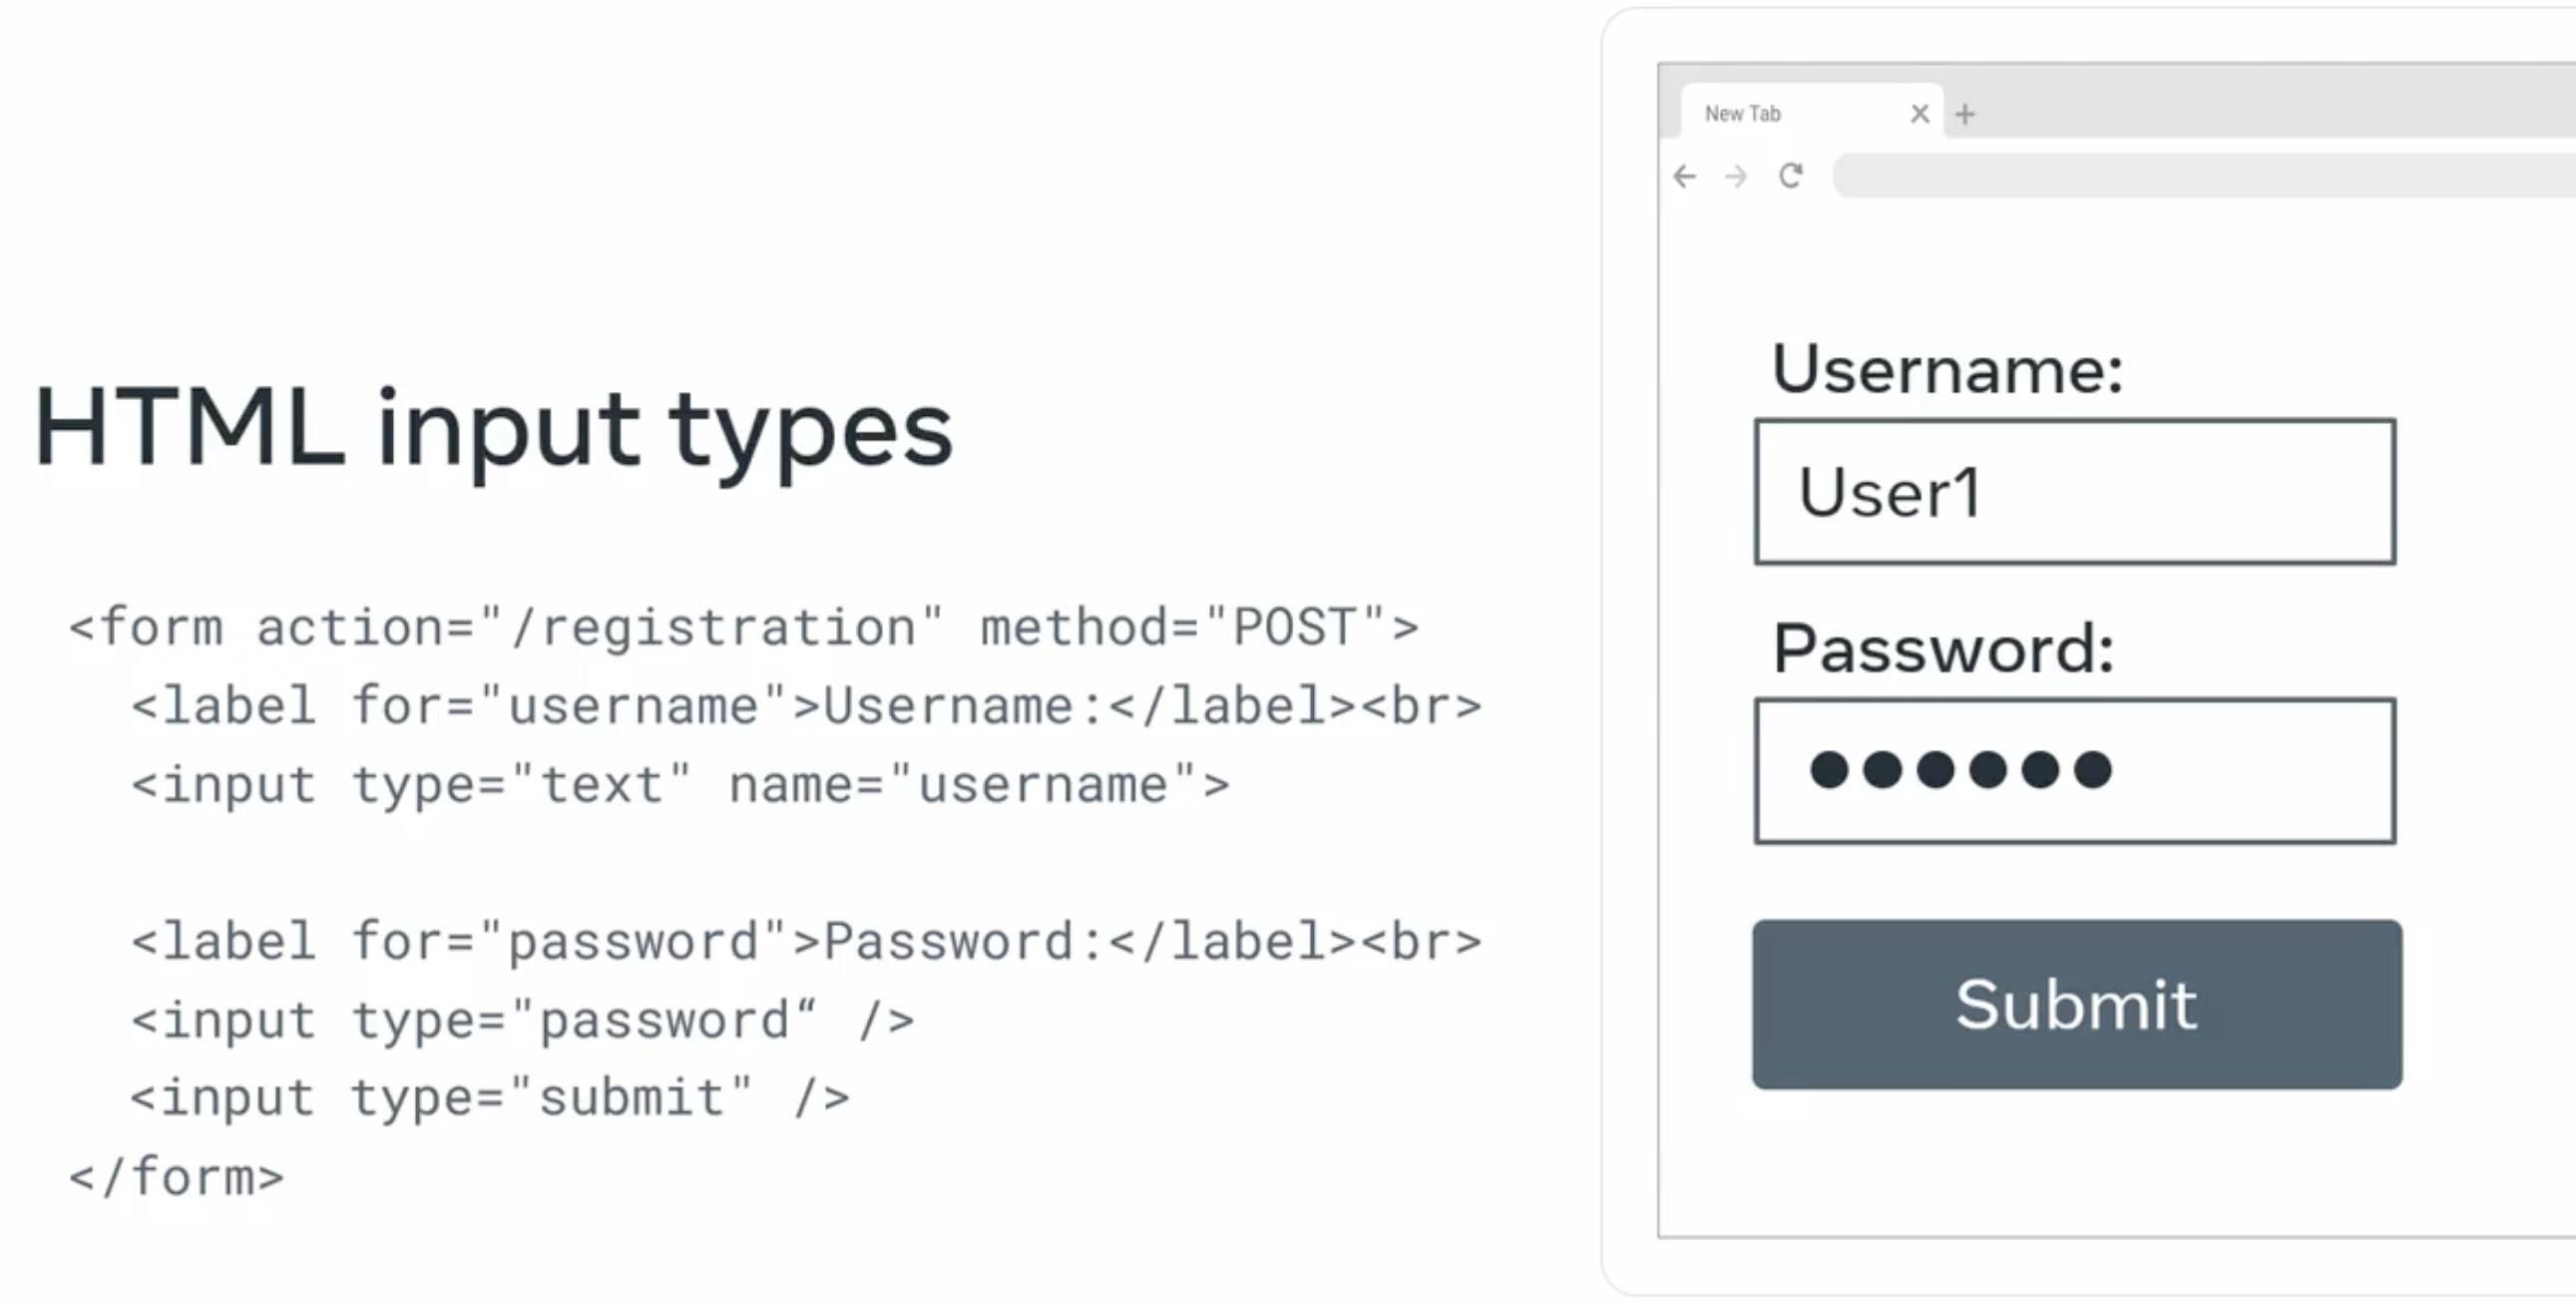 HTML input types
<form action="/registration" method="POST">
<label for="username">Username:</label><br>
<input type="text" name="username">
<label for="password">Password:</label><br>
<input type="password“ />
<input type="submit" />
</form>
New Tab
Username:
User1
Password:
Submit